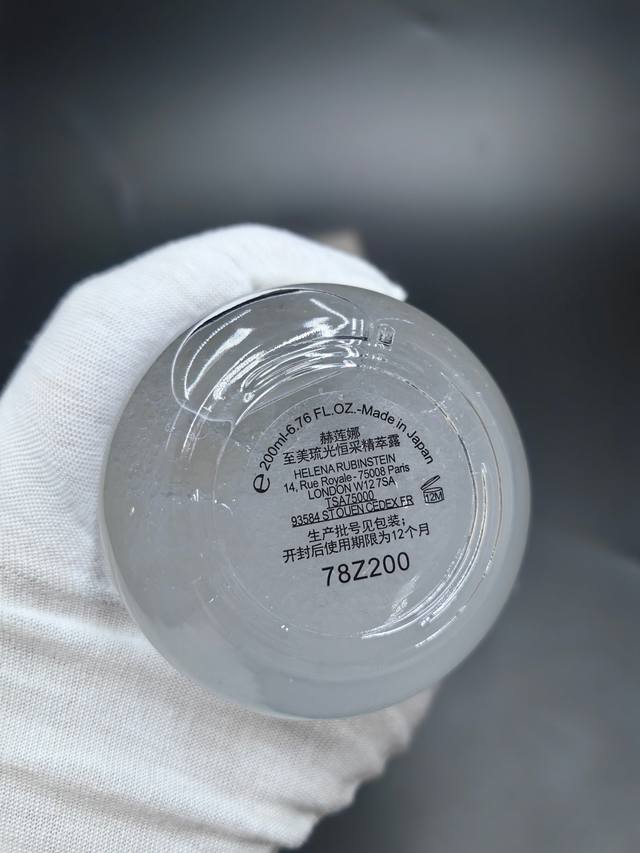 e 200ml-6.76 FL.OZ.-Made in Japan
赫莲娜
至美琉光恒采精萃露
HELENA RUBINSTEIN
14, Rue Royale - 75008 Paris
LONDON W12 7SA
TSA75000
93584 ST OUEN CEDEX FR
12M
生产批号见包装;
开封后使用期限为12个月
78Z200